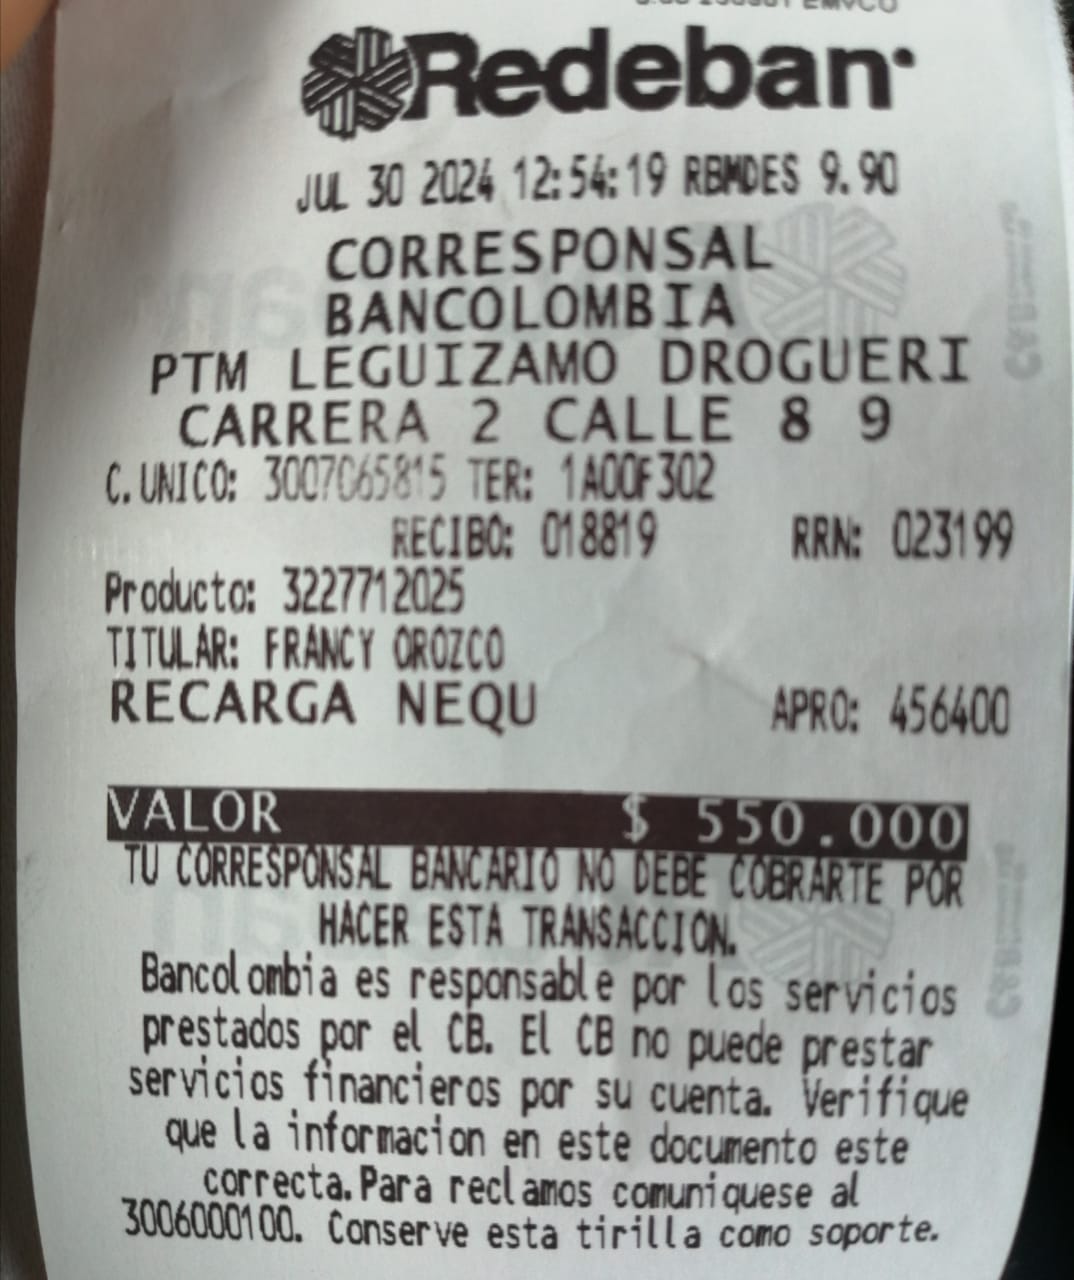 Redeban
JUL 30 2024 12:54:19 RBMDES 9.90
CORRESPONSAL
BANCOLOMBIA
PTM LEGUIZAMO DROGUERI
CARRERA 2 CALLE 8 9
C. UNICO: 3007065815 TER: 1A00F302
RECIBO: 018819 RRN: 023199
Producto: 3227712025
TITULAR: FRANCY OROZCO
RECARGA NEQU APRO: 456400
VALOR $ 550.000
TU CORRESPONSAL BANCARIO NO DEBE COBRARTE POR
HACER ESTA TRANSACCION.
Bancolombia es responsable por los servicios
prestados por el CB. El CB no puede prestar
servicios financieros por su cuenta. Verifique
que la informacion en este documento este
correcta. Para reclamos comuniquese al
3006000100. Conserve esta tirilla como soporte.